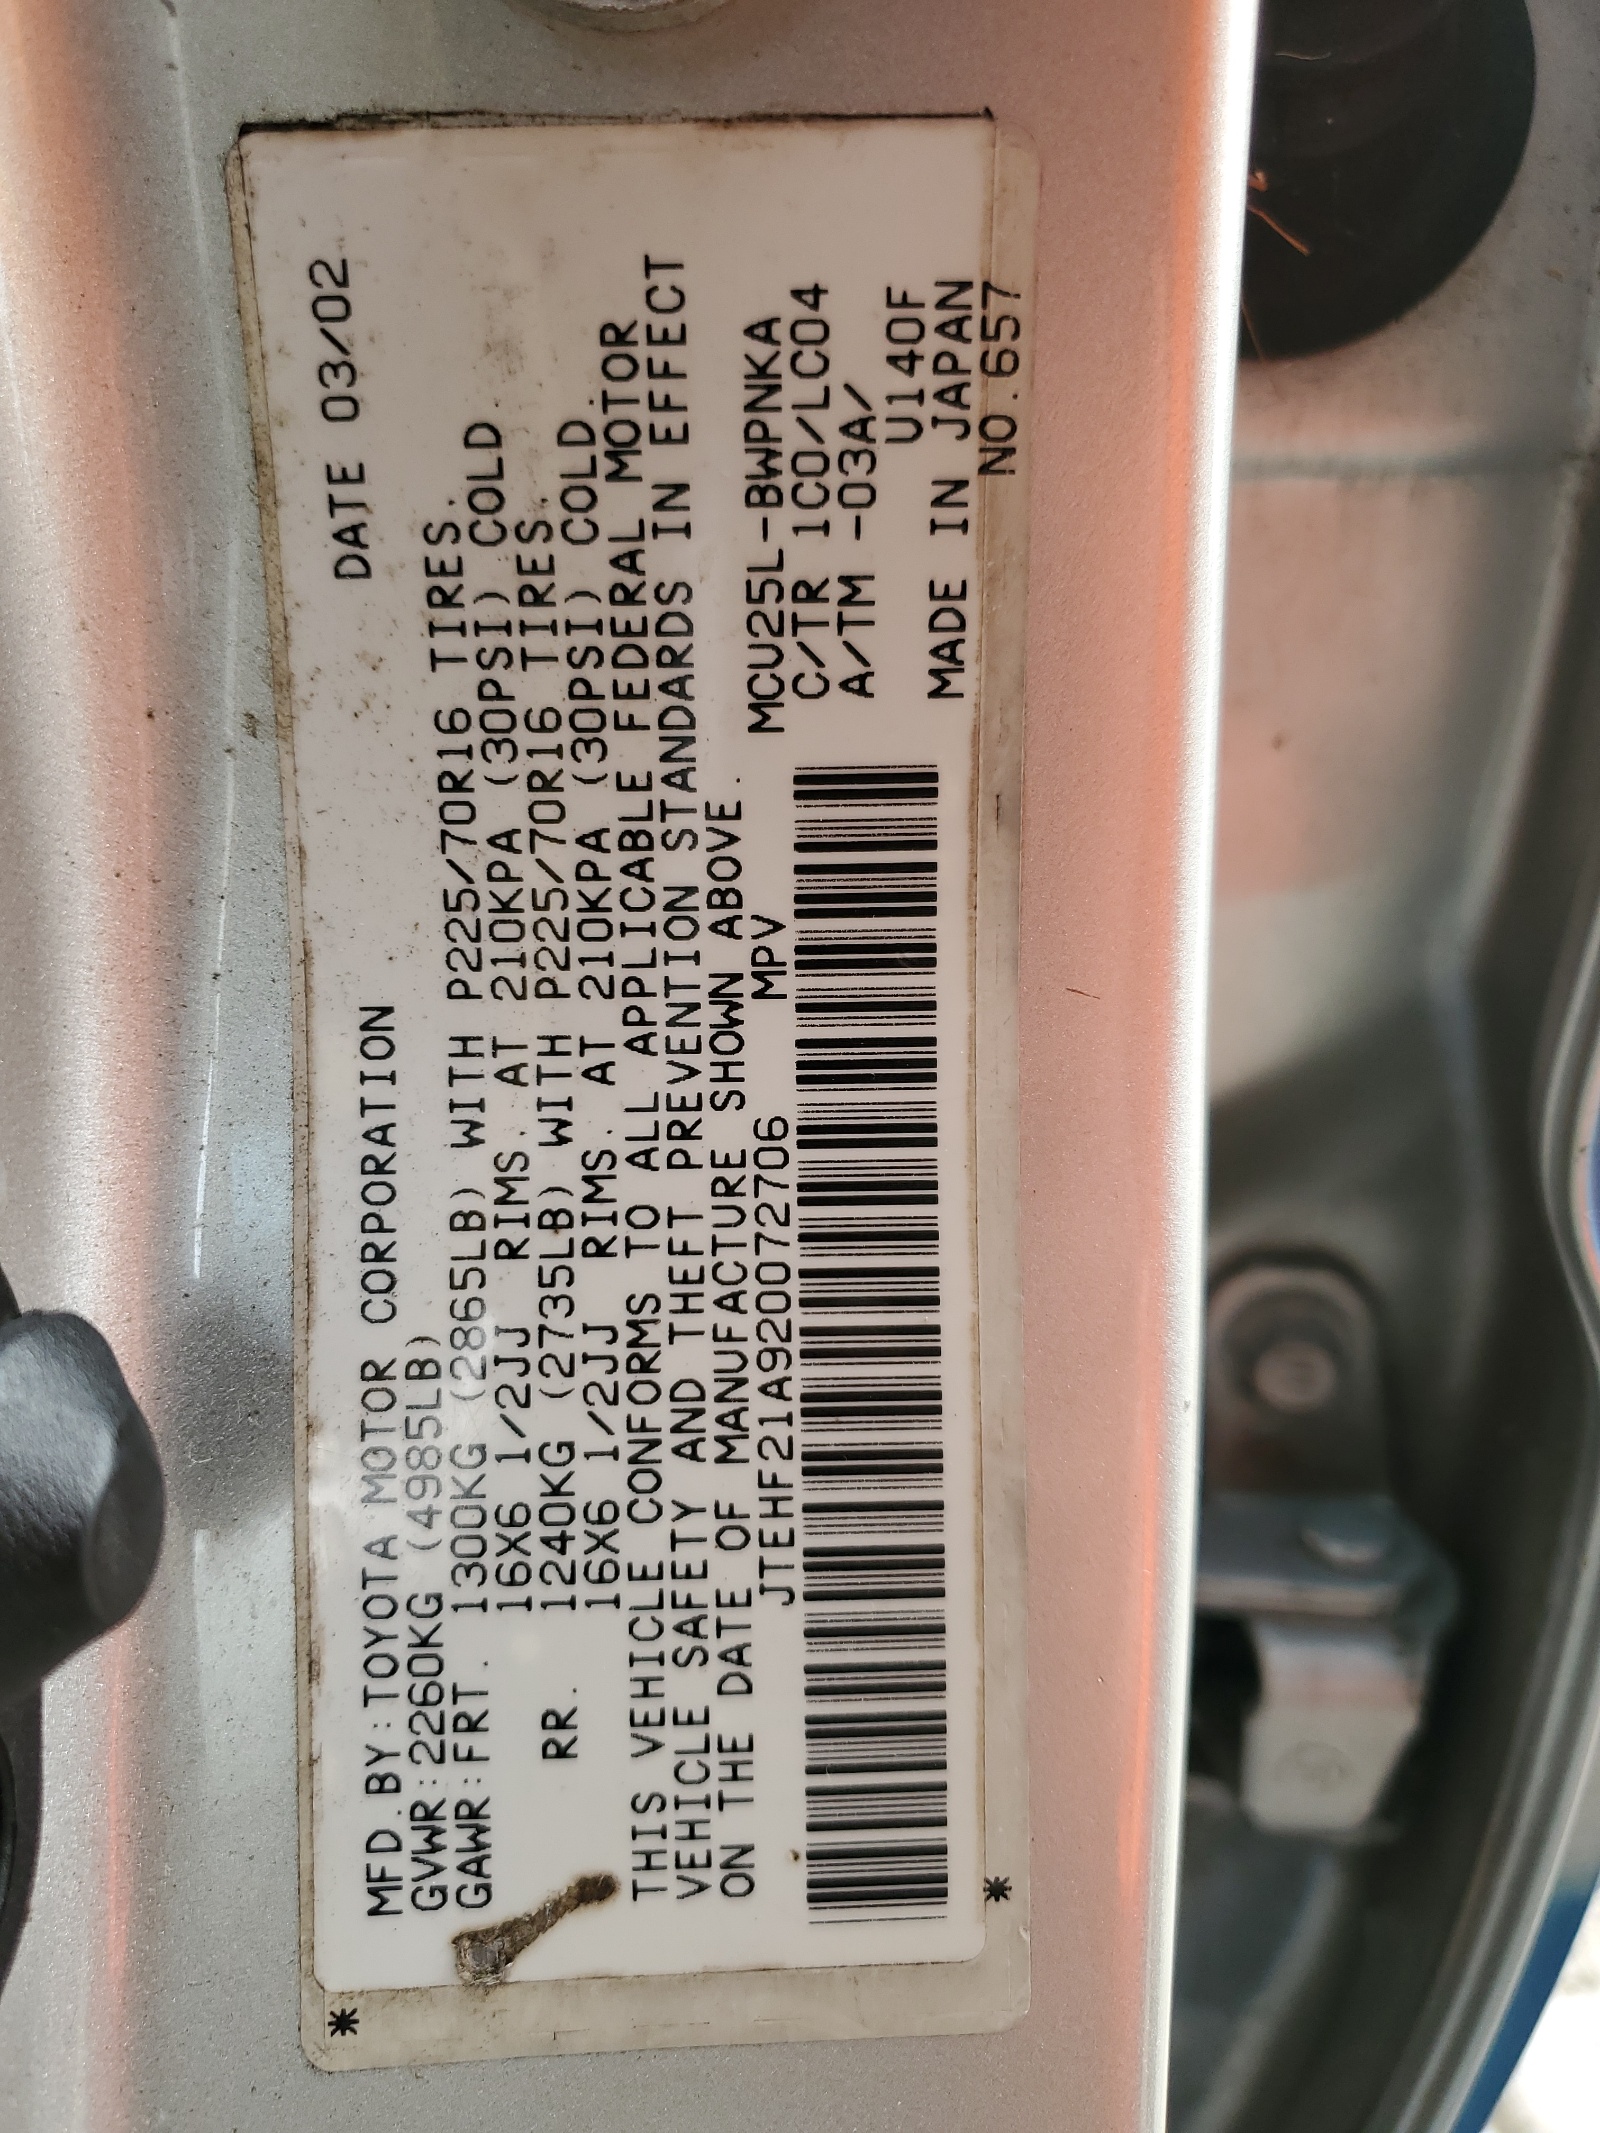 DATE 03/02
MFD.BY:TOYOTA MOTOR CORPORATION
GVWR:2260KG (4985LB)
GAWR:FRT. 1300KG (2865LB) WITH P225/70R16 TIRES.
16X6 1/2JJ RIMS. AT 210KPA (30PSI) COLD
RR. 1240KG (2735LB) WITH P225/70R16 TIRES.
16X6 1/2JJ RIMS. AT 210KPA (30PSI) COLD.
THIS VEHICLE CONFORMS TO ALL APPLICABLE FEDERAL MOTOR
VEHICLE SAFETY AND THEFT PREVENTION STANDARDS IN EFFECT
ON THE DATE OF MANUFACTURE SHOWN ABOVE.
JTEHF21A920072706 MPV MCU25L-BWPNKA
C/TR 1C0/LC04
A/TM -03A/
U140F
MADE IN JAPAN
NO.657